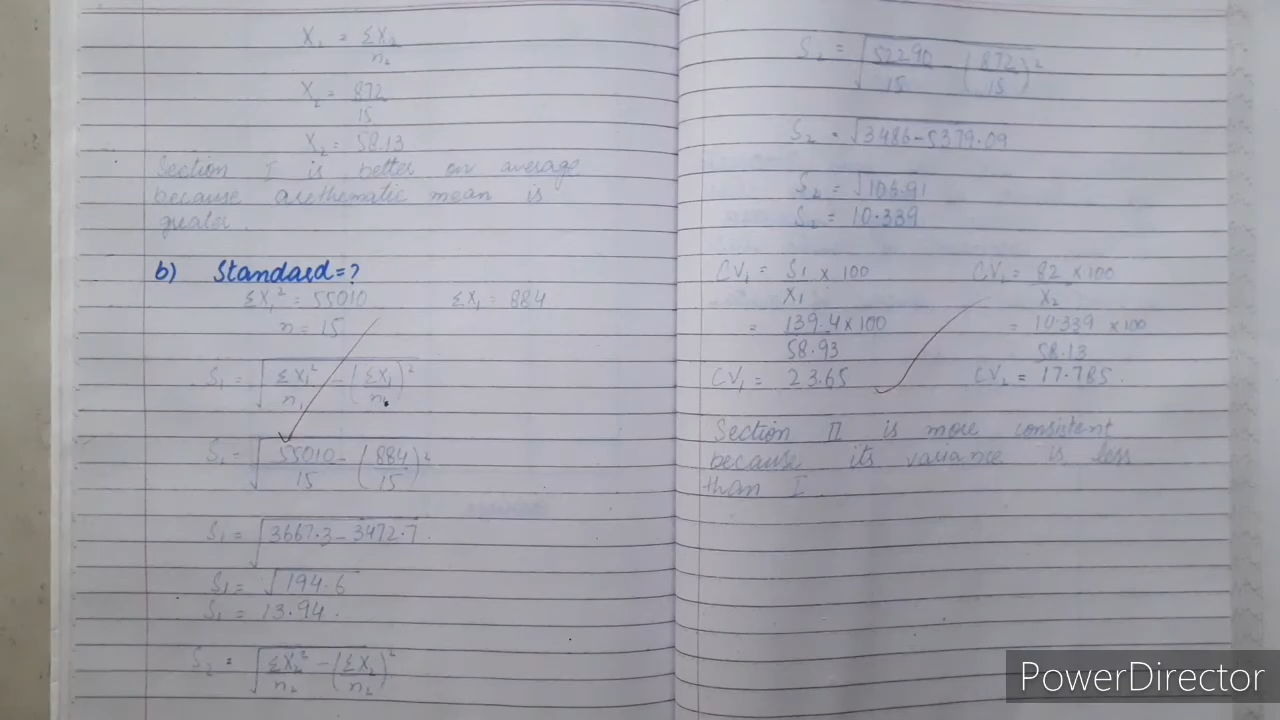 X₂ = ΣX₂
n₂
X₂ = 872
15
X₂ = 58.13
Section I is better on average
because arethematic mean is
greater.
b) Standard = ?
ΣX₁² = 55010 ΣX₁ = 884
n = 15
S₁ = √ΣX₁² - (ΣX₁)²
n₁ n₁
S₁ = √55010 - (884)²
15 15
S₁ = √3667.3 - 3472.7.
S₁ = √194.6
S₁ = 13.94.
S₂ = √ΣX₂² - (ΣX₂)²
n₂ n₂
S₂ = √52290 - (872)²
15 15
S₂ = √3486-5379.09
S₂ = √106.91
S₂ = 10.339
CV₁ = S1 x 100 CV₁ = 82 x 100
X₁ X₂
= 139.4 x 100 = 10.339 x 100
58.93 58.13
CV₁ = 23.65 CV₂ = 17.785.
Section II is more consistent
because its variance is less
than I
PowerDirector